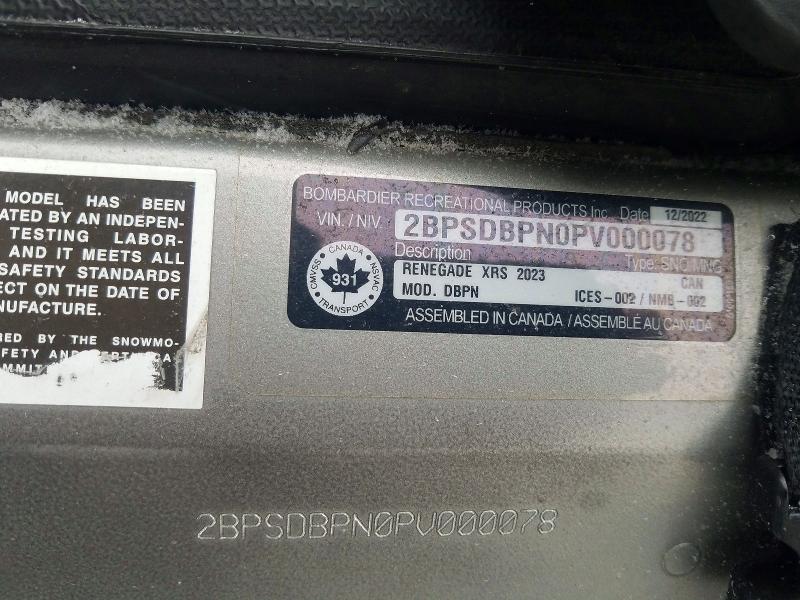 MODEL HAS BEEN
ATED BY AN INDEPEN-
TESTING LABOR-
AND IT MEETS ALL
SAFETY STANDARDS
ECT ON THE DATE OF
NUFACTURE.
RED BY THE SNOWMO-
BOMBARDIER RECREATIONAL PRODUCTS Inc. Date 12/2022
VIN. / NIV. 2BPSDBPN0PV000078
Description Type: SNO.MNG
RENEGADE XRS 2023 CAN
MOD. DBPN ICES-002 / NMB-002
CANADA
CMVSS 931 NSVAC
TRANSPORT
ASSEMBLED IN CANADA / ASSEMBLÉ AU CANADA
2BPSDBPN0PV000078